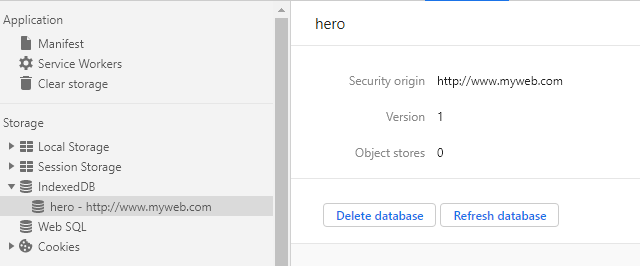 Application
Manifest
Service Workers
Clear storage
Storage
Local Storage
Session Storage
IndexedDB
hero - http://www.myweb.com
Web SQL
Cookies
hero
Security origin http://www.myweb.com
Version 1
Object stores 0
Delete database Refresh database